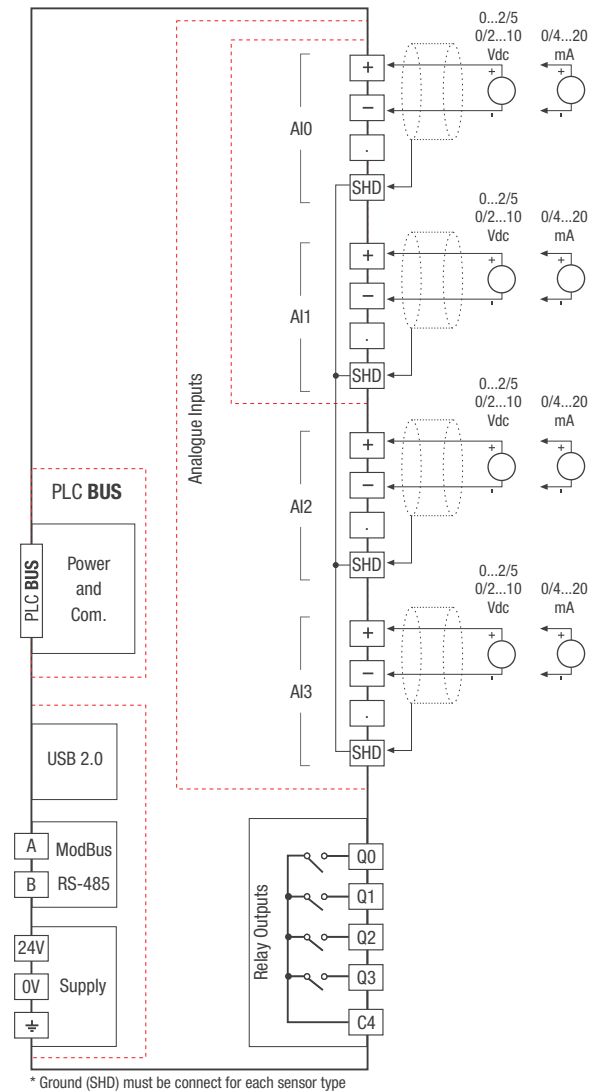 0...2/5
0/2...10
Vdc
0/4...20
mA
+
-
+
-
+
–
.
SHD
AI0
0...2/5
0/2...10
Vdc
0/4...20
mA
+
-
+
-
+
–
.
SHD
AI1
Analogue Inputs
0...2/5
0/2...10
Vdc
0/4...20
mA
+
-
+
-
+
–
.
SHD
AI2
0...2/5
0/2...10
Vdc
0/4...20
mA
+
-
+
-
+
–
.
SHD
AI3
PLC BUS
PLC BUS
Power
and
Com.
USB 2.0
A
B
ModBus
RS-485
24V
0V
Supply
Relay Outputs
Q0
Q1
Q2
Q3
C4
* Ground (SHD) must be connect for each sensor type